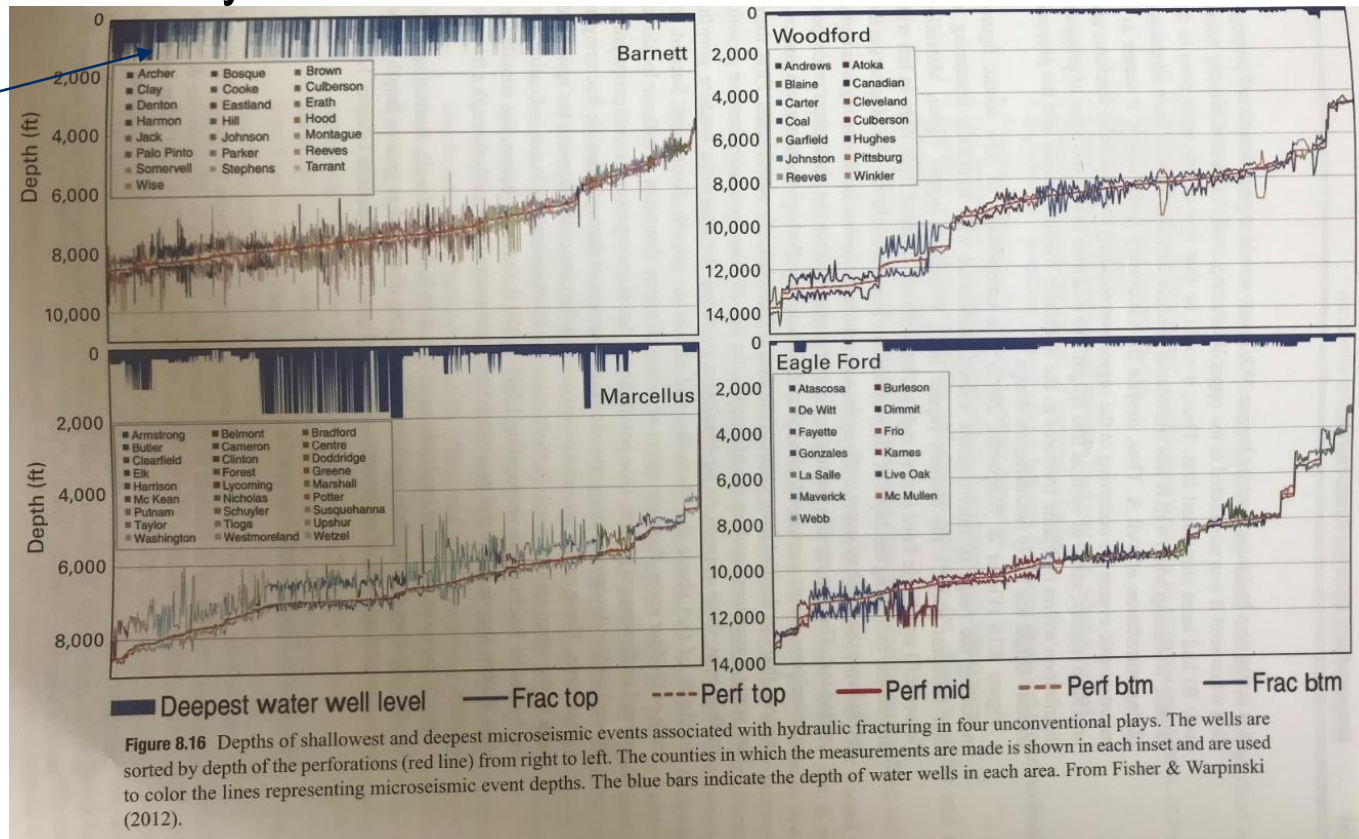 0
2,000
4,000
6,000
8,000
10,000
Depth (ft)
Barnett
Archer Bosque Brown
Clay Cooke Culberson
Denton Eastland Erath
Harmon Hill Hood
Jack Johnson Montague
Palo Pinto Parker Reeves
Somervell Stephens Tarrant
Wise
0
2,000
4,000
6,000
8,000
10,000
12,000
14,000
Woodford
Andrews Atoka
Blaine Canadian
Carter Cleveland
Coal Culberson
Garfield Hughes
Johnston Pittsburg
Reeves Winkler
0
2,000
4,000
6,000
8,000
Depth (ft)
Marcellus
Armstrong Belmont Bradford
Butler Cameron Centre
Clearfield Clinton Doddridge
Elk Forest Greene
Harrison Lycoming Marshall
Mc Kean Nicholas Potter
Putnam Schuyler Susquehanna
Taylor Tioga Upshur
Washington Westmoreland Wetzel
0
2,000
4,000
6,000
8,000
10,000
12,000
14,000
Eagle Ford
Atascosa Burleson
De Witt Dimmit
Fayette Frio
Gonzales Karnes
La Salle Live Oak
Maverick Mc Mullen
Webb
Deepest water well level Frac top Perf top Perf mid Perf btm Frac btm
Figure 8.16 Depths of shallowest and deepest microseismic events associated with hydraulic fracturing in four unconventional plays. The wells are
sorted by depth of the perforations (red line) from right to left. The counties in which the measurements are made is shown in each inset and are used
to color the lines representing microseismic event depths. The blue bars indicate the depth of water wells in each area. From Fisher & Warpinski
(2012).